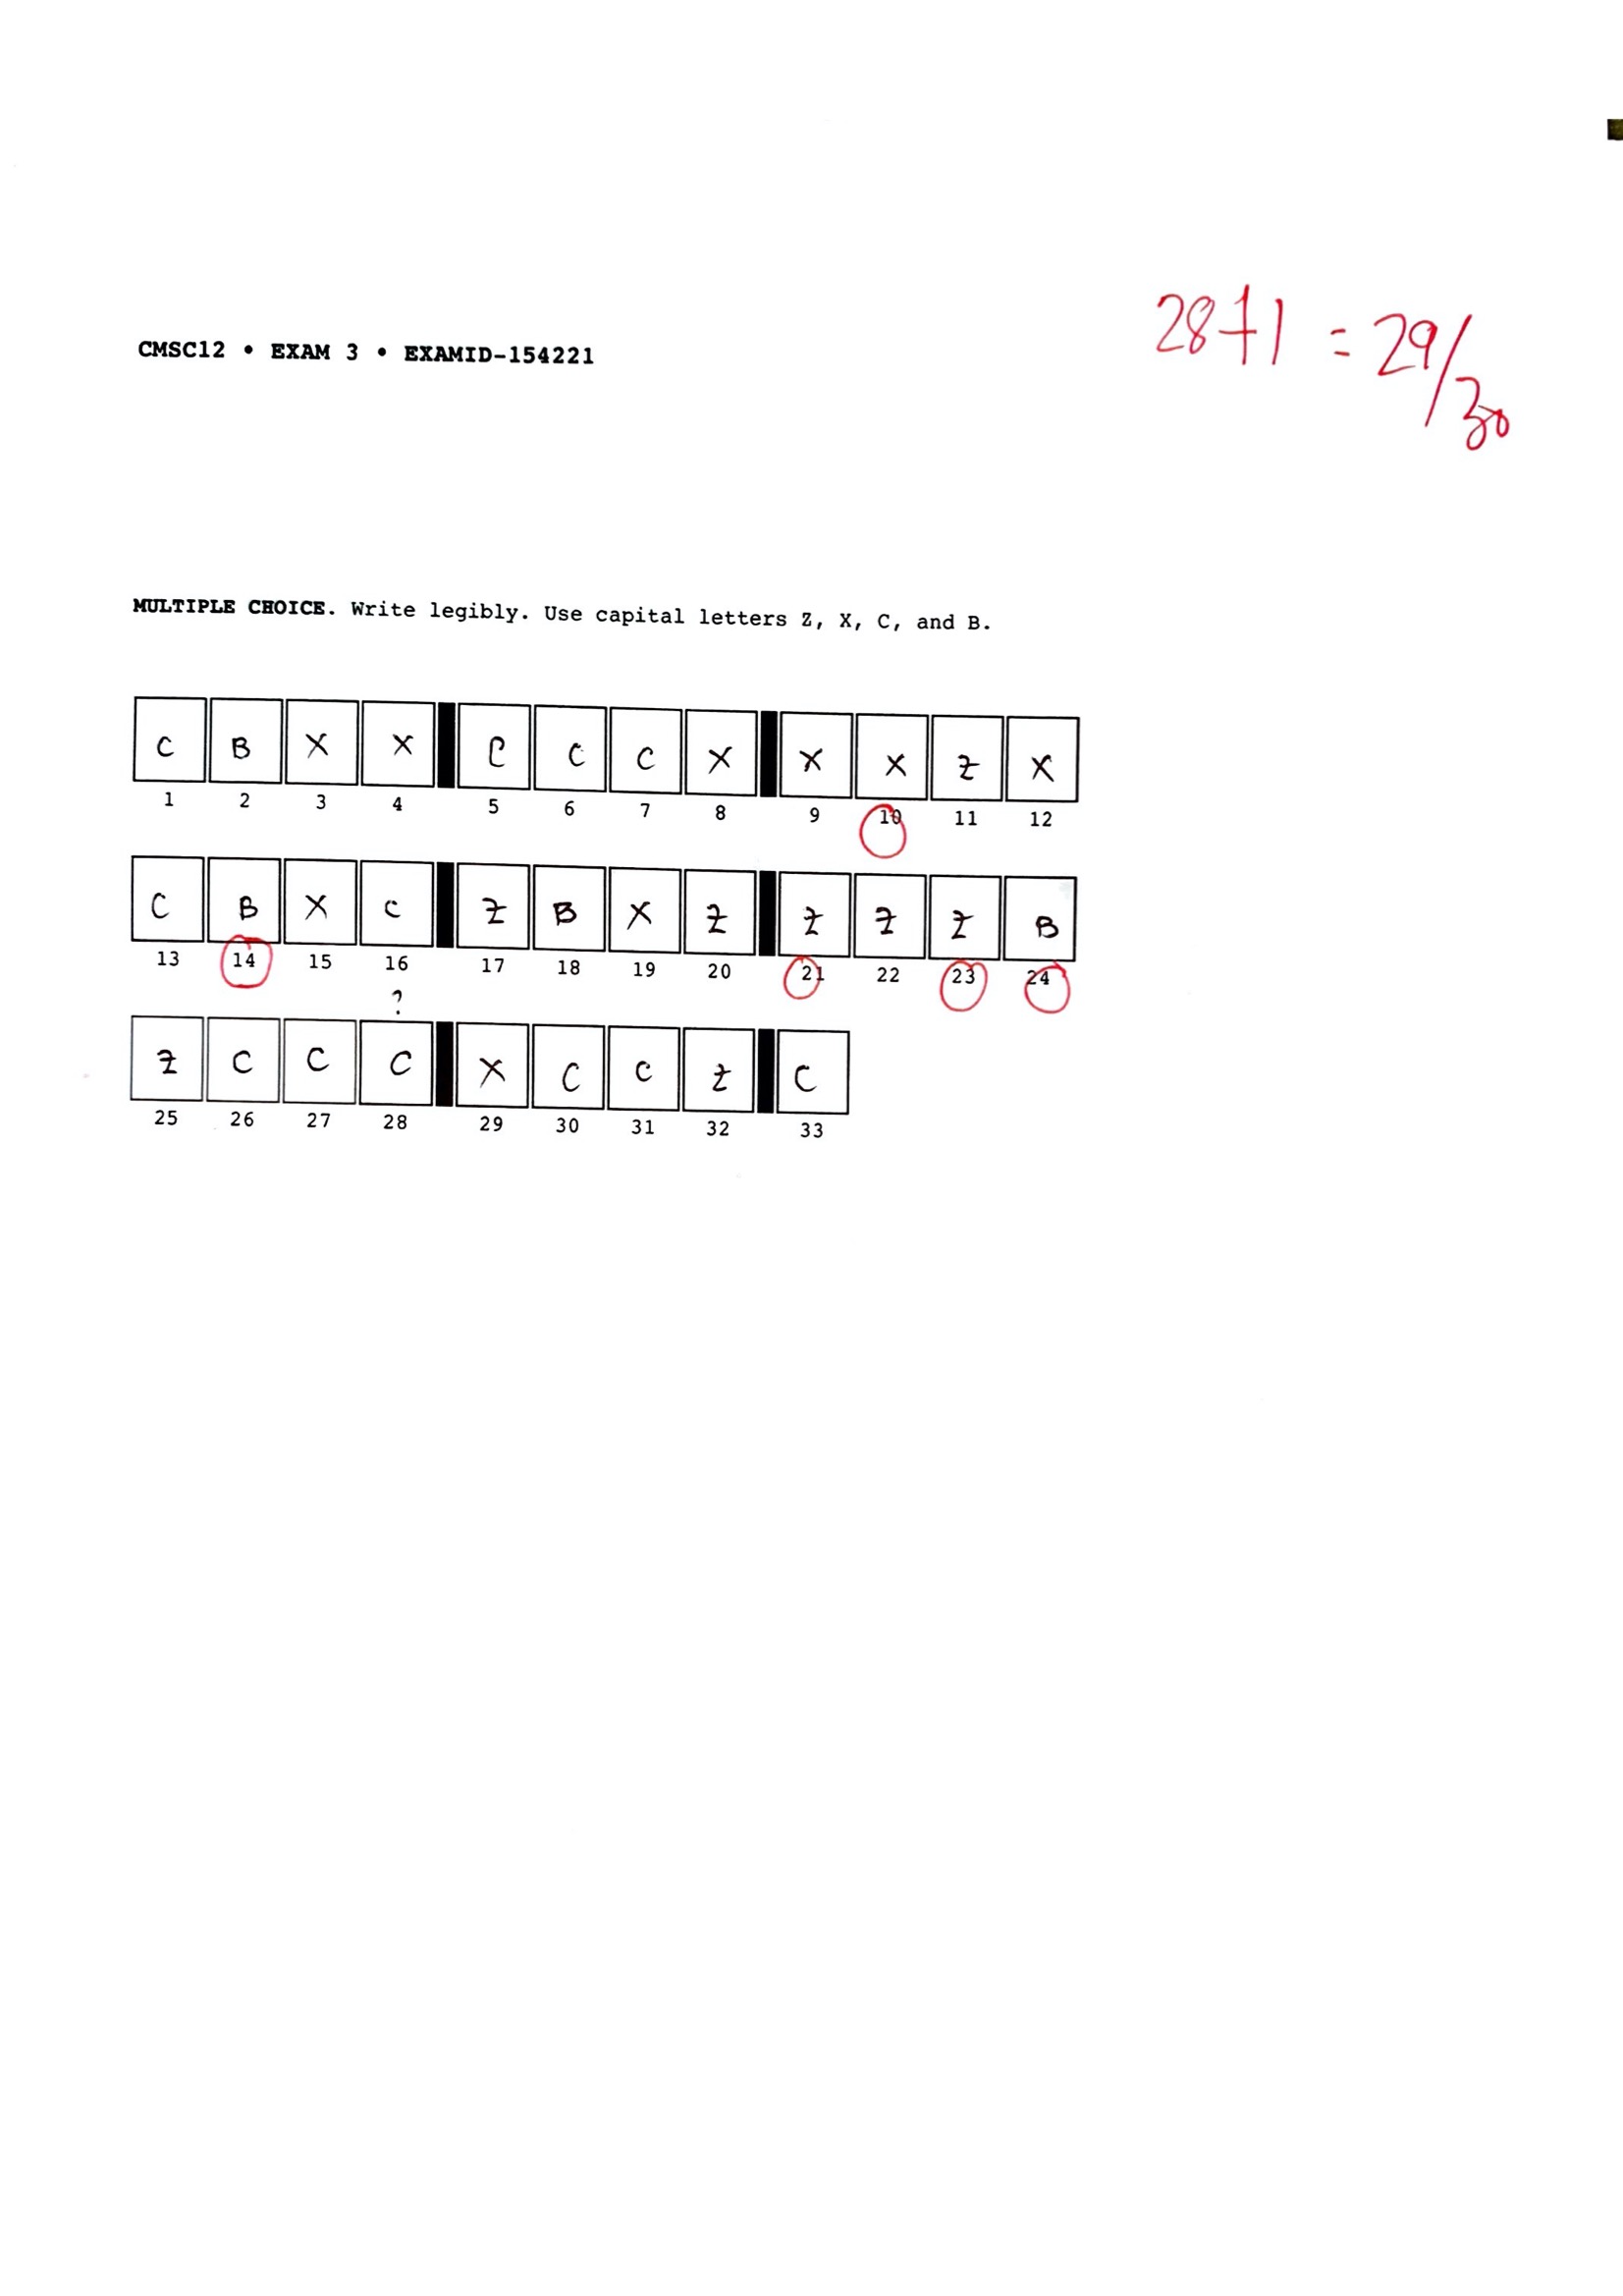 28+1 = 29/30
CMSC12 • EXAM 3 • EXAMID-154221
MULTIPLE CHOICE. Write legibly. Use capital letters Z, X, C, and B.
C B X X C C C X X X Z X
1 2 3 4 5 6 7 8 9 10 11 12
C B X C Z B X Z Z Z Z B
13 14 15 16 17 18 19 20 21 22 23 24
?
Z C C C X C C Z C
25 26 27 28 29 30 31 32 33